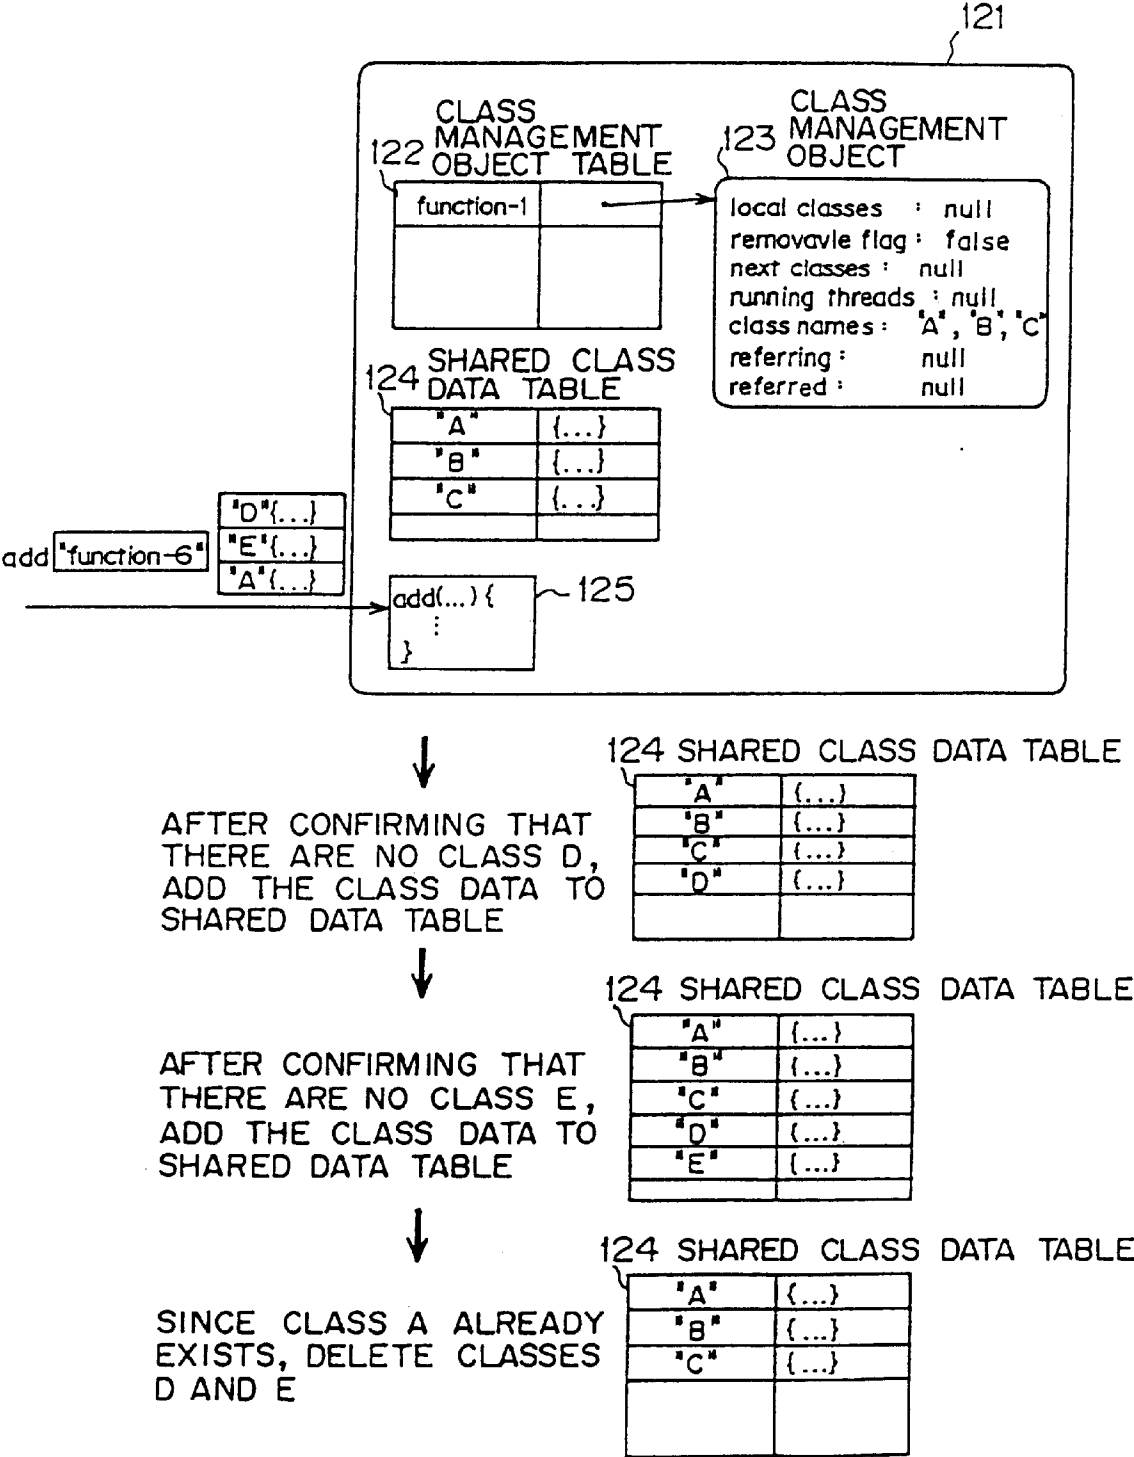 121
CLASS
MANAGEMENT
OBJECT TABLE
122
function-1
CLASS
MANAGEMENT
OBJECT
123
local classes : null
removavle flag : false
next classes : null
running threads : null
class names : "A", "B", "C"
referring : null
referred : null
SHARED CLASS
DATA TABLE
124
"A" {...}
"B" {...}
"C" {...}
add "function-6"
"D"{...}
"E"{...}
"A"{...}
add(...) {
⋮
}
125
124 SHARED CLASS DATA TABLE
"A" {...}
"B" {...}
"C" {...}
"D" {...}
AFTER CONFIRMING THAT
THERE ARE NO CLASS D,
ADD THE CLASS DATA TO
SHARED DATA TABLE
124 SHARED CLASS DATA TABLE
"A" {...}
"B" {...}
"C" {...}
"D" {...}
"E" {...}
AFTER CONFIRMING THAT
THERE ARE NO CLASS E,
ADD THE CLASS DATA TO
SHARED DATA TABLE
124 SHARED CLASS DATA TABLE
"A" {...}
"B" {...}
"C" {...}
SINCE CLASS A ALREADY
EXISTS, DELETE CLASSES
D AND E